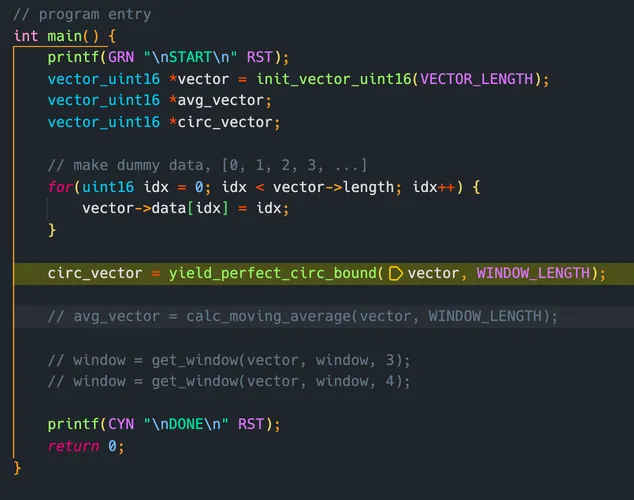 // program entry
int main() {
printf(GRN "\nSTART\n" RST);
vector_uint16 *vector = init_vector_uint16(VECTOR_LENGTH);
vector_uint16 *avg_vector;
vector_uint16 *circ_vector;
// make dummy data, [0, 1, 2, 3, ...]
for(uint16 idx = 0; idx < vector->length; idx++) {
vector->data[idx] = idx;
}
circ_vector = yield_perfect_circ_bound(vector, WINDOW_LENGTH);
// avg_vector = calc_moving_average(vector, WINDOW_LENGTH);
// window = get_window(vector, window, 3);
// window = get_window(vector, window, 4);
printf(CYN "\nDONE\n" RST);
return 0;
}